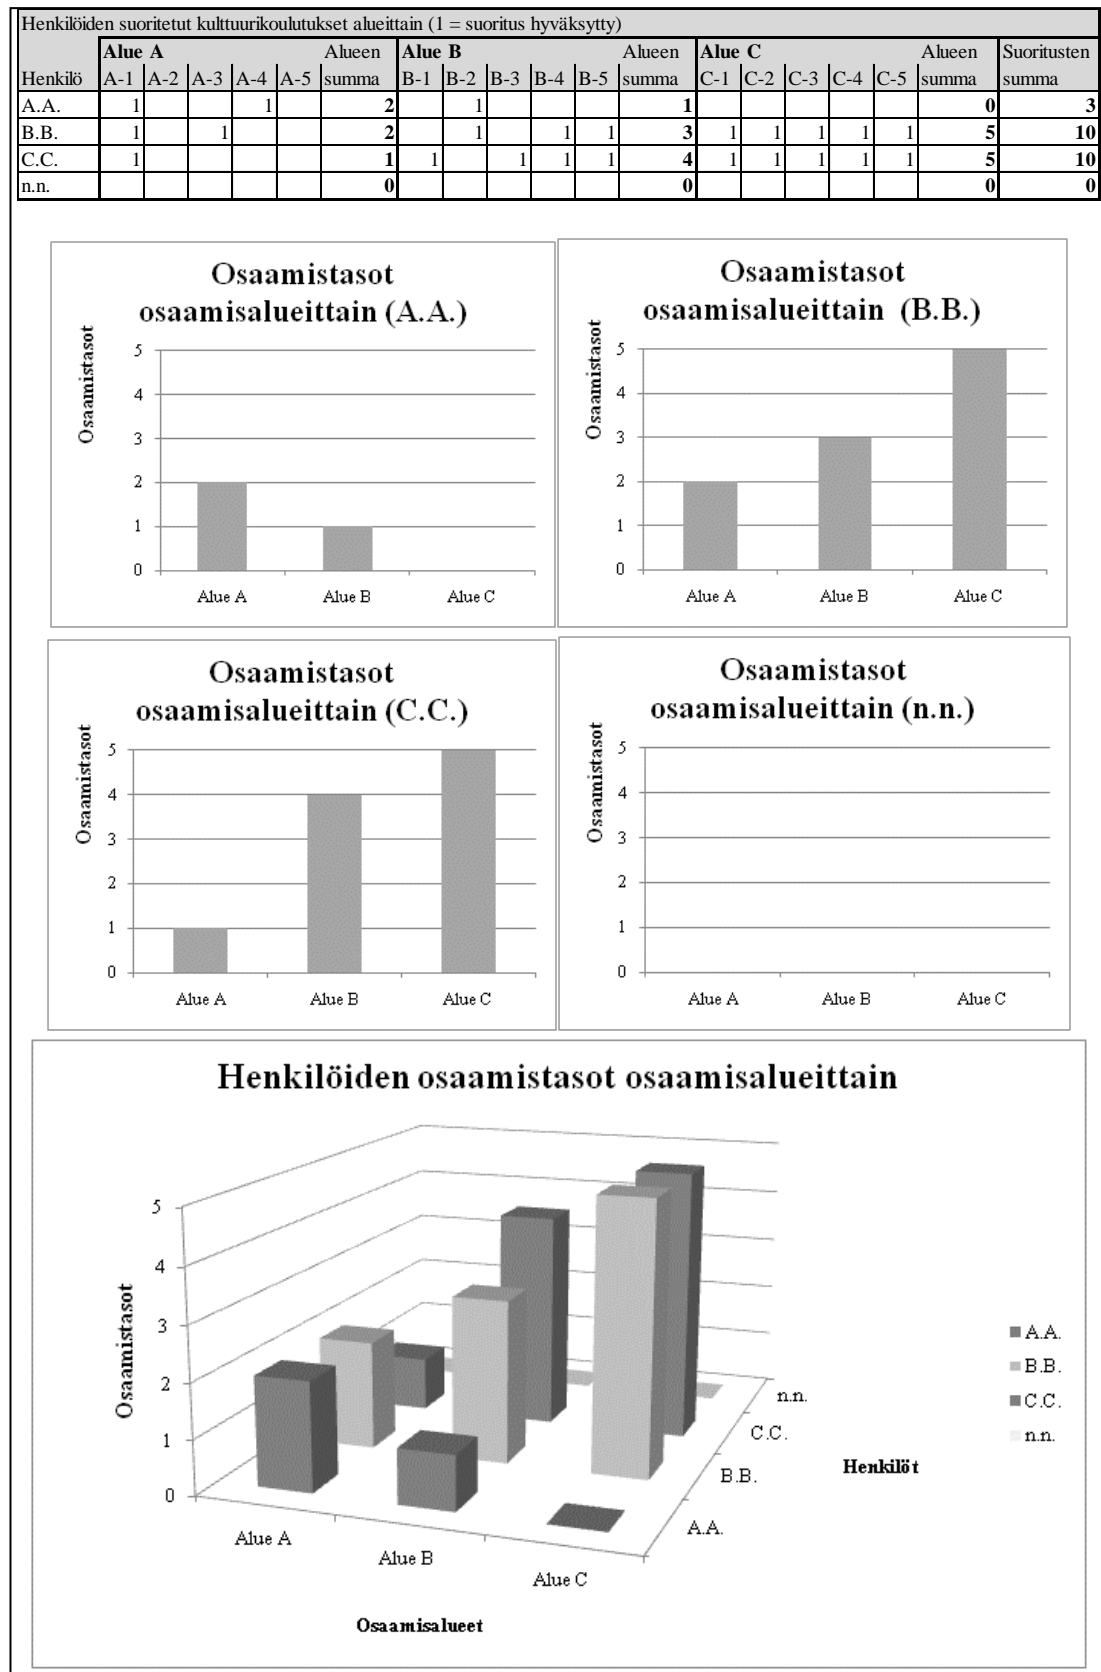 Henkilöiden suoritetut kulttuurikoulutukset alueittain (1 = suoritus hyväksytty)
Alue A Alueen Alue B Alueen Alue C Alueen Suoritusten
Henkilö A-1 A-2 A-3 A-4 A-5 summa B-1 B-2 B-3 B-4 B-5 summa C-1 C-2 C-3 C-4 C-5 summa summa
A.A. 1 1 2 1 1 0 3
B.B. 1 1 2 1 1 1 3 1 1 1 1 1 5 10
C.C. 1 1 1 1 1 1 4 1 1 1 1 1 5 10
n.n. 0 0 0 0
Osaamistasot
osaamisalueittain (A.A.)
Osaamistasot
5
4
3
2
1
0
Alue A Alue B Alue C
Osaamistasot
osaamisalueittain (B.B.)
Osaamistasot
5
4
3
2
1
0
Alue A Alue B Alue C
Osaamistasot
osaamisalueittain (C.C.)
Osaamistasot
5
4
3
2
1
0
Alue A Alue B Alue C
Osaamistasot
osaamisalueittain (n.n.)
Osaamistasot
5
4
3
2
1
0
Alue A Alue B Alue C
Henkilöiden osaamistasot osaamisalueittain
Osaamistasot
5
4
3
2
1
0
Alue A
Alue B
Alue C
Osaamisalueet
n.n.
C.C.
B.B.
A.A.
Henkilöt
A.A.
B.B.
C.C.
n.n.